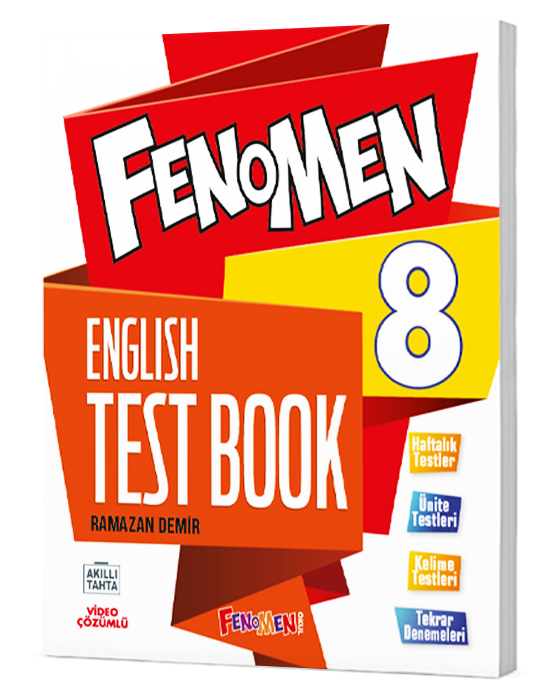 FENOMEN
8
ENGLISH
TEST BOOK
RAMAZAN DEMİR
Haftalık
Testler
Ünite
Testleri
Kelime
Testleri
Tekrar
Denemeleri
AKILLI
TAHTA
VİDEO
ÇÖZÜMLÜ
FENOMEN
OKUL